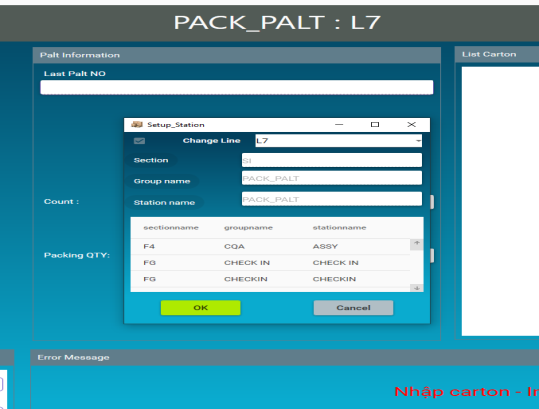 PACK_PALT : L7
Palt Information
List Carton
Last Palt NO
Setup_Station
Change Line L7
Section SI
Group name PACK_PALT
Station name PACK_PALT
Count :
Packing QTY:
sectionname groupname stationname
F4 CQA ASSY
FG CHECK IN CHECK IN
FG CHECKIN CHECKIN
OK Cancel
Error Message
Nhập carton - In